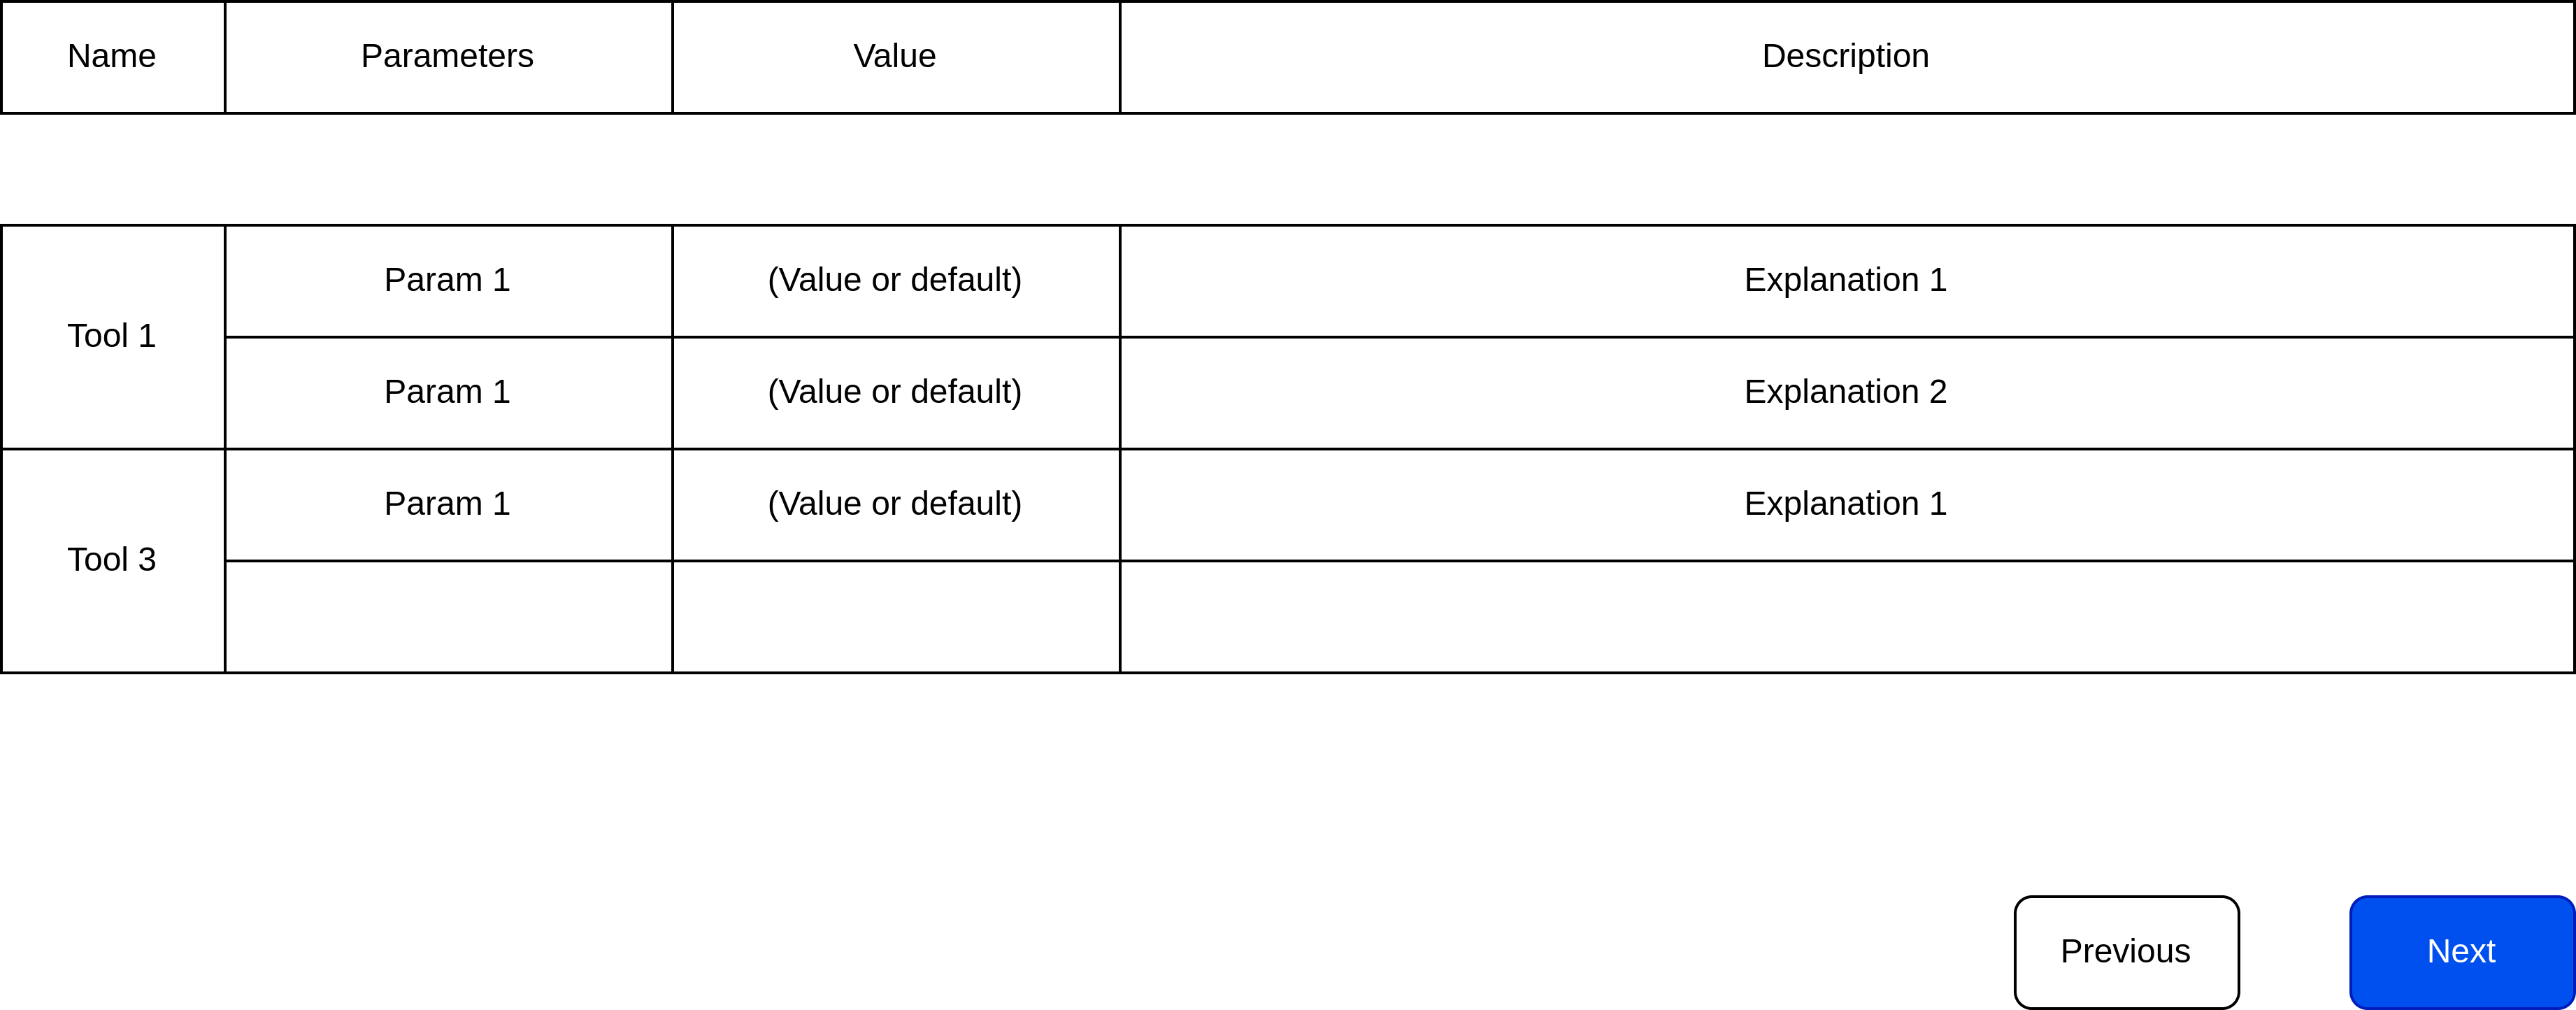 Name Parameters Value Description
Param 1 (Value or default) Explanation 1
Tool 1
Param 1 (Value or default) Explanation 2
Param 1 (Value or default) Explanation 1
Tool 3
Previous Next